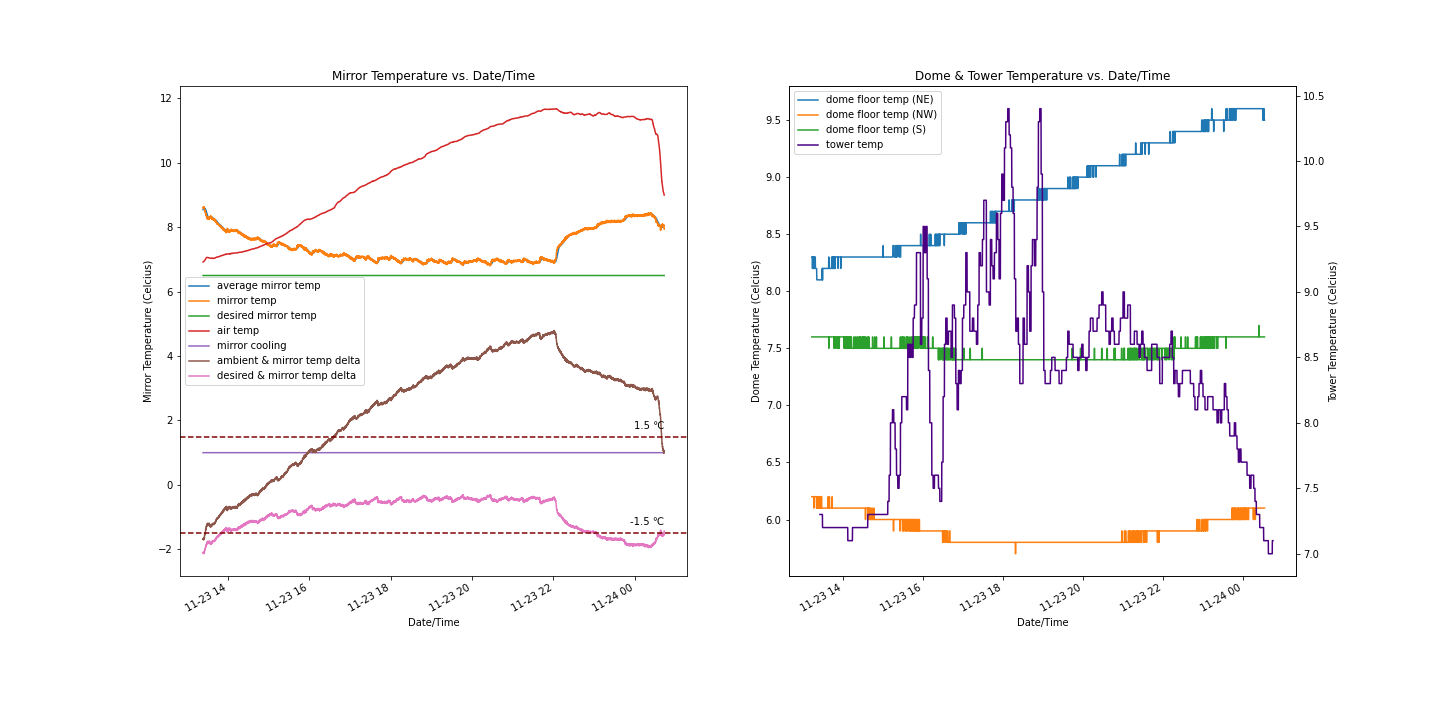 Mirror Temperature vs. Date/Time
Mirror Temperature (Celcius)
12
10
8
6
4
2
0
−2
average mirror temp
mirror temp
desired mirror temp
air temp
mirror cooling
ambient & mirror temp delta
desired & mirror temp delta
1.5 °C
-1.5 °C
11-23 14
11-23 16
11-23 18
11-23 20
11-23 22
11-24 00
Date/Time
Dome & Tower Temperature vs. Date/Time
Dome Temperature (Celcius)
9.5
9.0
8.5
8.0
7.5
7.0
6.5
6.0
dome floor temp (NE)
dome floor temp (NW)
dome floor temp (S)
tower temp
10.5
10.0
9.5
9.0
8.5
8.0
7.5
7.0
Tower Temperature (Celcius)
11-23 14
11-23 16
11-23 18
11-23 20
11-23 22
11-24 00
Date/Time